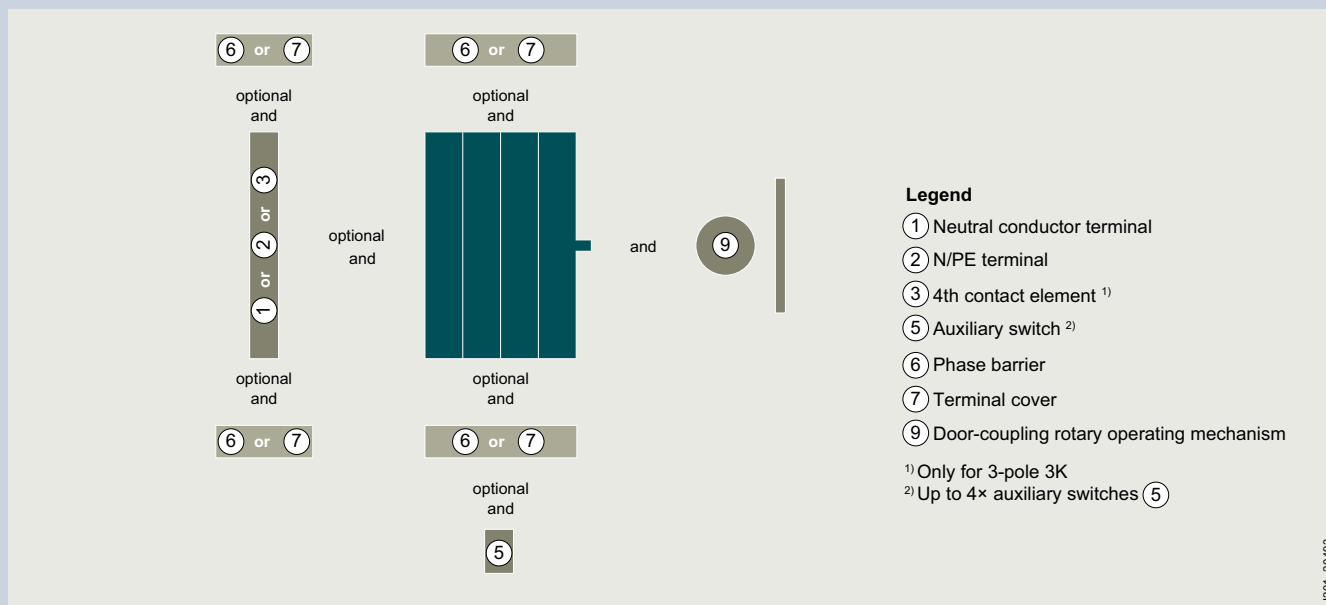 6 or 7
6 or 7
optional
and
optional
and
1 or 2 or 3
optional
and
and
9
optional
and
optional
and
6 or 7
6 or 7
optional
and
5
Legend
1 Neutral conductor terminal
2 N/PE terminal
3 4th contact element 1)
5 Auxiliary switch 2)
6 Phase barrier
7 Terminal cover
9 Door-coupling rotary operating mechanism
1) Only for 3-pole 3K
2) Up to 4× auxiliary switches 5